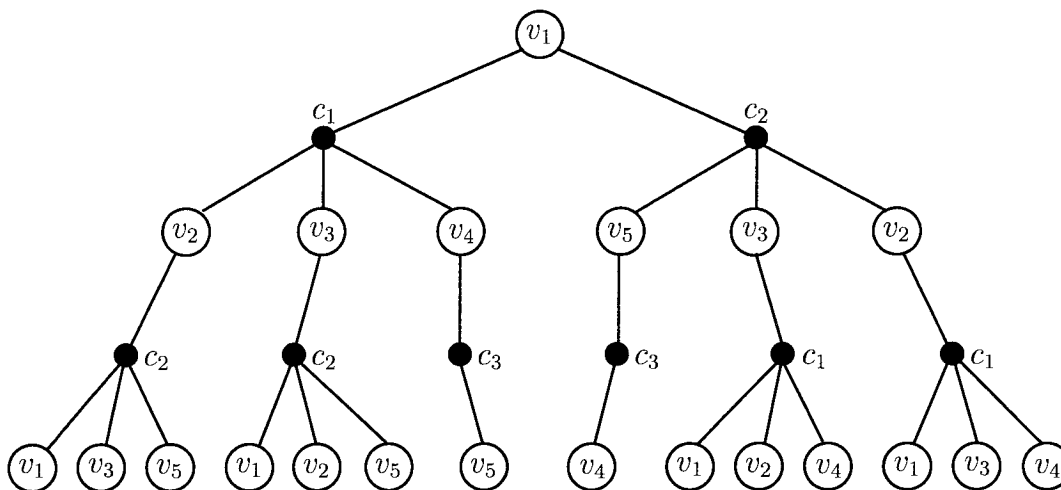 v₁
c₁ c₂
v₂ v₃ v₄ v₅ v₃ v₂
c₂ c₂ c₃ c₃ c₁ c₁
v₁ v₃ v₅ v₁ v₂ v₅ v₅ v₄ v₁ v₂ v₄ v₁ v₃ v₄